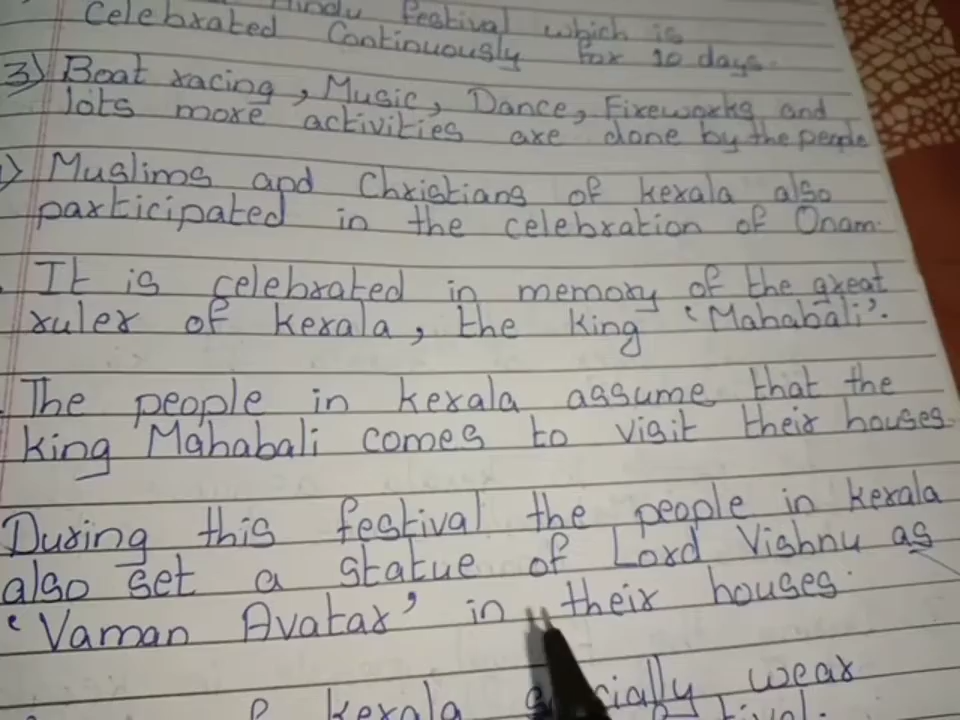 Hindu festival which is
Celebrated Continuously for 10 days.
3) Boat racing, Music, Dance, Fireworks and
lots more activities are done by the people
) Muslims and Christians of kerala also
participated in the celebration of Onam.
It is celebrated in memory of the great
ruler of kerala, the King 'Mahabali'.
The people in kerala assume that the
King Mahabali comes to visit their houses.
During this festival the people in kerala
also set a statue of Lord Vishnu as
'Vaman Avatar' in their houses.
kerala wear